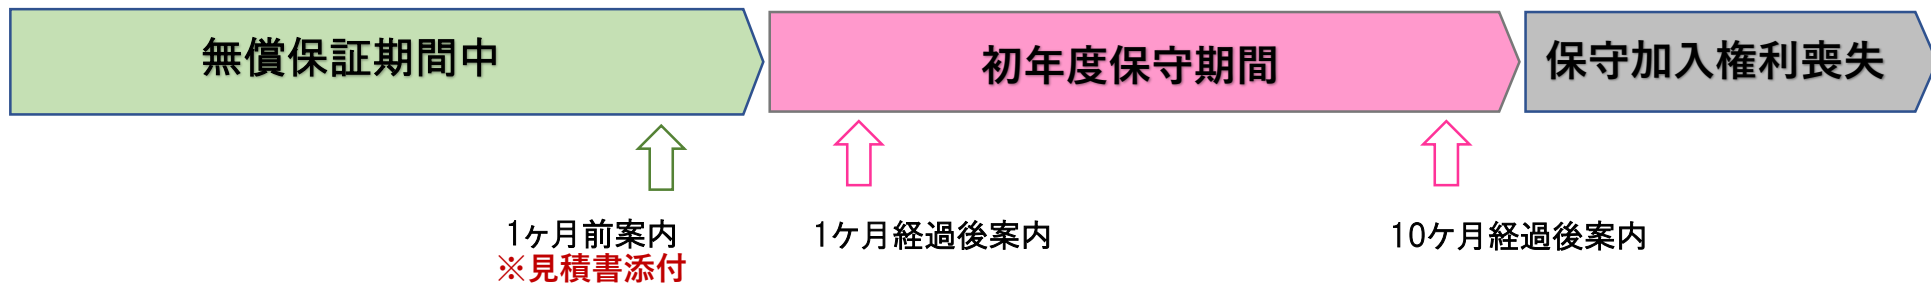 無償保証期間中
初年度保守期間
保守加入権利喪失
1ヶ月前案内
※見積書添付
1ケ月経過後案内
10ケ月経過後案内